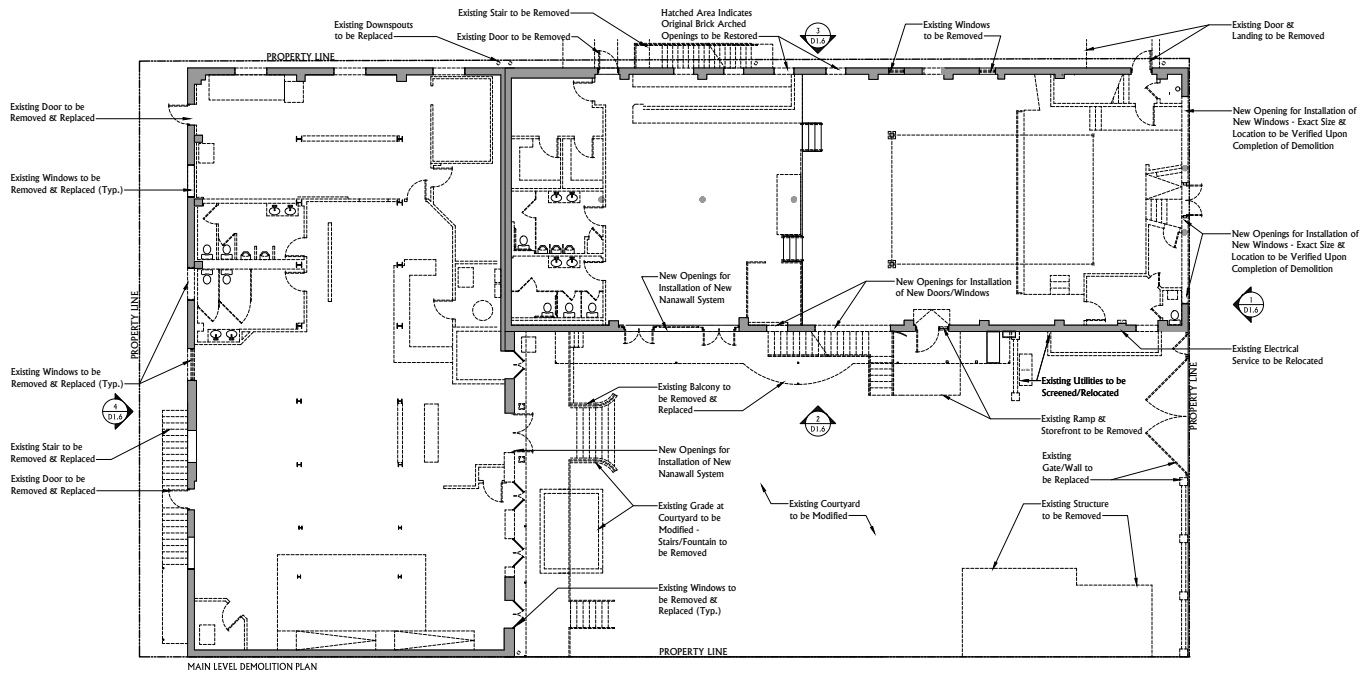 Existing Stair to be Removed
Hatched Area Indicates
Original Brick Arched
Openings to be Restored
3
D1.6
Existing Downspouts
to be Replaced
Existing Door to be Removed
Existing Windows
to be Removed
Existing Door &
Landing to be Removed
PROPERTY LINE
Existing Door to be
Removed & Replaced
New Opening for Installation of
New Windows - Exact Size &
Location to be Verified Upon
Completion of Demolition
Existing Windows to be
Removed & Replaced (Typ.)
New Openings for Installation of
New Windows - Exact Size &
Location to be Verified Upon
Completion of Demolition
New Openings for
Installation of New
Nanawall System
New Openings for Installation
of New Doors/Windows
1
D1.6
PROPERTY LINE
Existing Electrical
Service to be Relocated
Existing Windows to be
Removed & Replaced (Typ.)
Existing Balcony to
be Removed &
Replaced
Existing Utilities to be
Screened/Relocated
PROPERTY LINE
4
D1.6
2
D1.6
Existing Ramp &
Storefront to be Removed
Existing Stair to be
Removed & Replaced
New Openings for
Installation of New
Nanawall System
Existing
Gate/Wall to
be Replaced
Existing Door to be
Removed & Replaced
Existing Grade at
Courtyard to be
Modified -
Stairs/Fountain to
be Removed
Existing Courtyard
to be Modified
Existing Structure
to be Removed
Existing Windows to
be Removed &
Replaced (Typ.)
PROPERTY LINE
MAIN LEVEL DEMOLITION PLAN